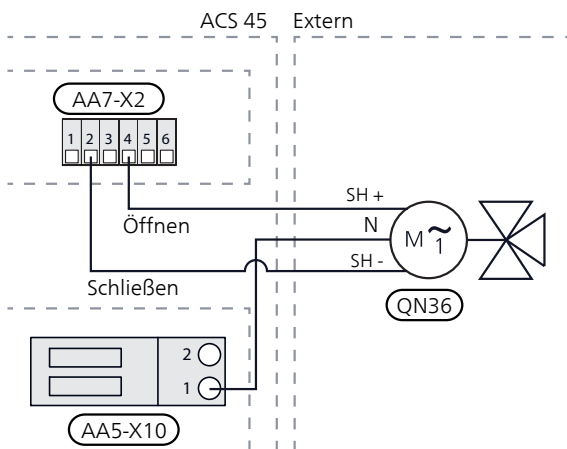 ACS 45 Extern
AA7-X2
1 2 3 4 5 6
SH +
Öffnen
N
M ~ 1
SH -
Schließen
QN36
2
1
AA5-X10